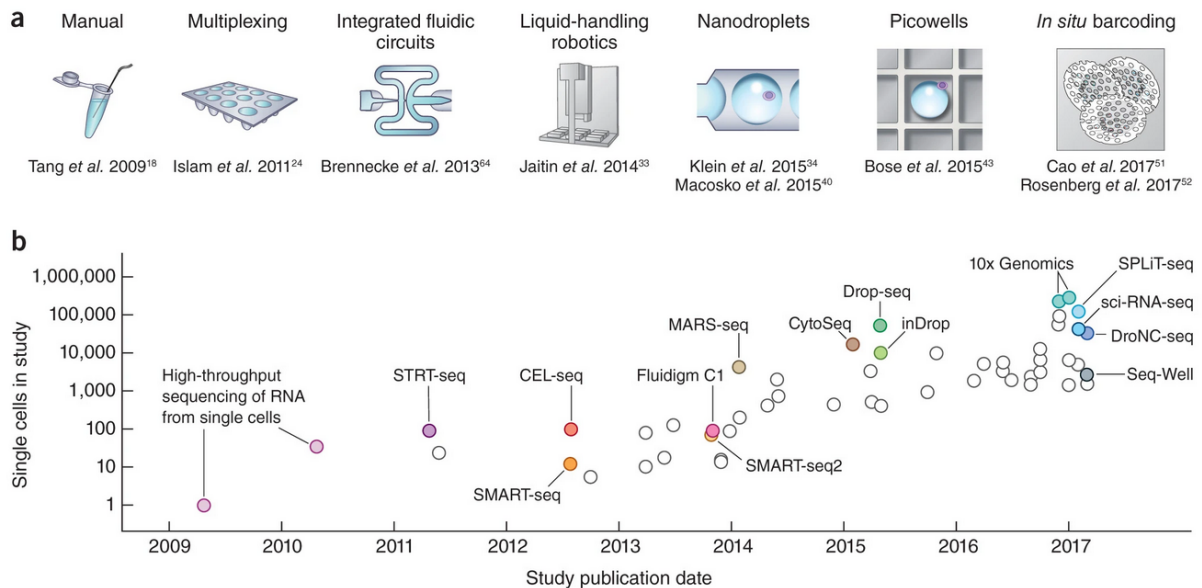 a
Manual
Multiplexing
Integrated fluidic
circuits
Liquid-handling
robotics
Nanodroplets
Picowells
In situ barcoding
Tang et al. 200918
Islam et al. 201124
Brennecke et al. 201364
Jaitin et al. 201433
Klein et al. 201534
Macosko et al. 201540
Bose et al. 201543
Cao et al. 201751
Rosenberg et al. 201752
b
Single cells in study
1,000,000
100,000
10,000
1,000
100
10
1
High-throughput
sequencing of RNA
from single cells
STRT-seq
CEL-seq
SMART-seq
Fluidigm C1
SMART-seq2
MARS-seq
CytoSeq
Drop-seq
inDrop
10x Genomics
SPLiT-seq
sci-RNA-seq
DroNC-seq
Seq-Well
2009
2010
2011
2012
2013
2014
2015
2016
2017
Study publication date